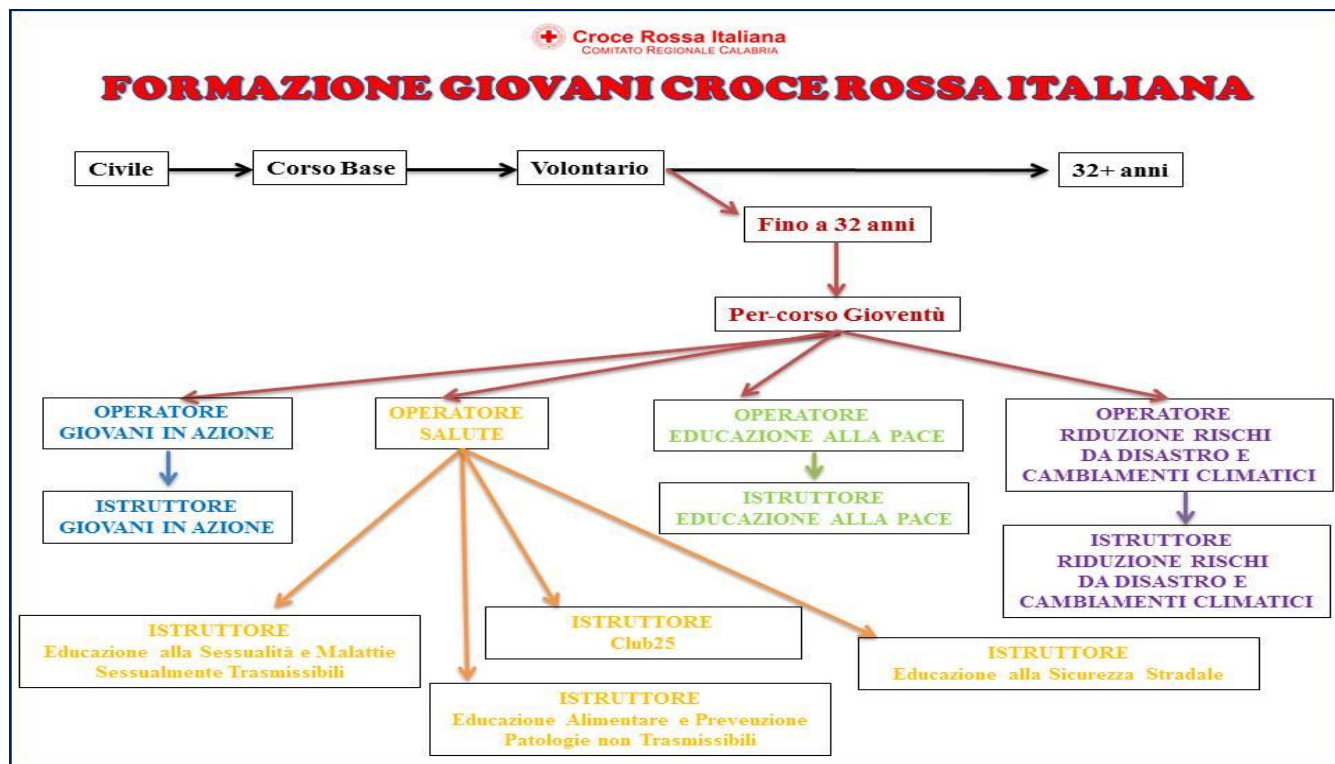 Croce Rossa Italiana
COMITATO REGIONALE CALABRIA
FORMAZIONE GIOVANI CROCE ROSSA ITALIANA
Civile
Corso Base
Volontario
32+ anni
Fino a 32 anni
Per-corso Gioventù
OPERATORE
GIOVANI IN AZIONE
OPERATORE
SALUTE
OPERATORE
EDUCAZIONE ALLA PACE
OPERATORE
RIDUZIONE RISCHI
DA DISASTRO E
CAMBIAMENTI CLIMATICI
ISTRUTTORE
GIOVANI IN AZIONE
ISTRUTTORE
EDUCAZIONE ALLA PACE
ISTRUTTORE
RIDUZIONE RISCHI
DA DISASTRO E
CAMBIAMENTI CLIMATICI
ISTRUTTORE
Educazione alla Sessualità e Malattie
Sessualmente Trasmissibili
ISTRUTTORE
Club25
ISTRUTTORE
Educazione alla Sicurezza Stradale
ISTRUTTORE
Educazione Alimentare e Prevenzione
Patologie non Trasmissibili